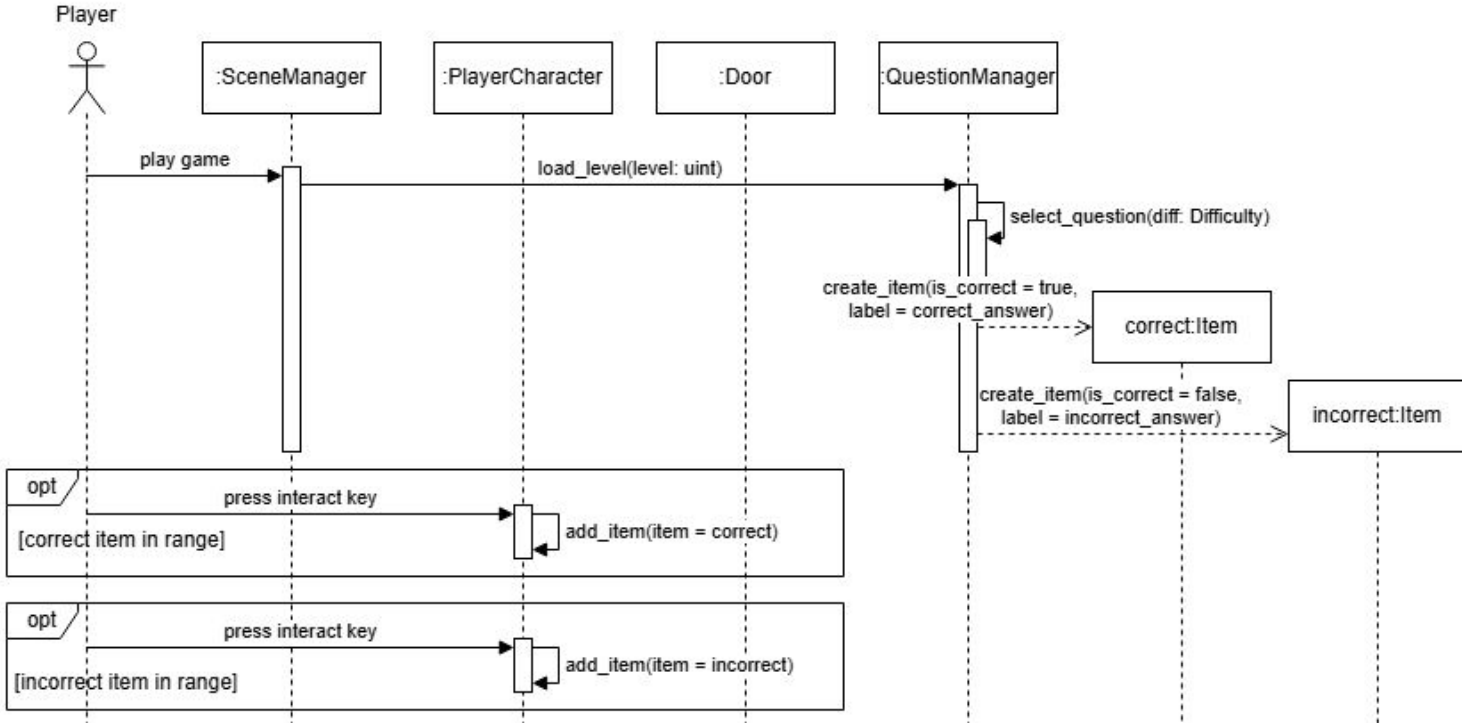 Player
:SceneManager
:PlayerCharacter
:Door
:QuestionManager
play game
load_level(level: uint)
select_question(diff: Difficulty)
create_item(is_correct = true,
label = correct_answer)
correct:Item
create_item(is_correct = false,
label = incorrect_answer)
incorrect:Item
opt
press interact key
[correct item in range]
add_item(item = correct)
opt
press interact key
[incorrect item in range]
add_item(item = incorrect)